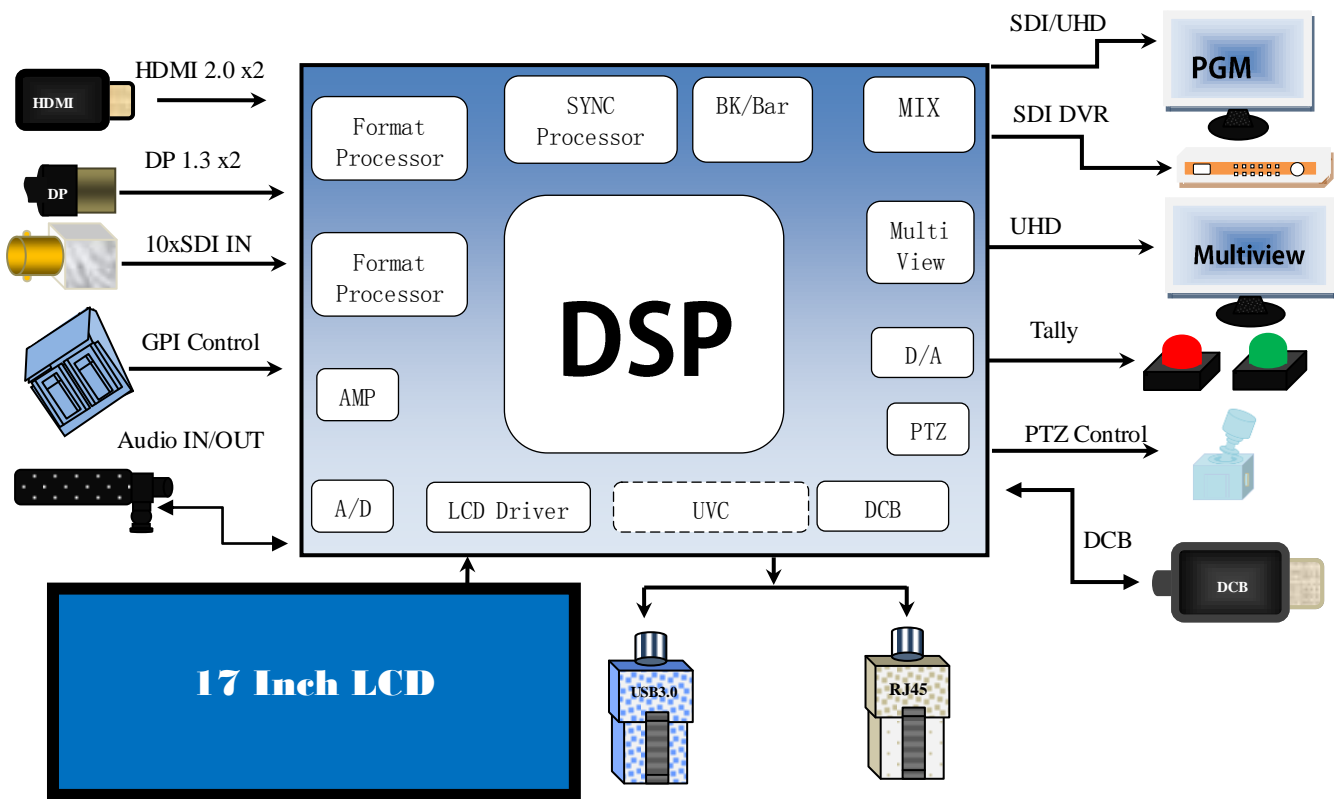 HDMI 2.0 x2
HDMI
DP 1.3 x2
DP
10xSDI IN
GPI Control
Audio IN/OUT
Format
Processor
SYNC
Processor
BK/Bar
MIX
Format
Processor
DSP
Multi
View
D/A
AMP
PTZ
A/D
LCD Driver
UVC
DCB
SDI/UHD
PGM
SDI DVR
UHD
Multiview
Tally
PTZ Control
DCB
DCB
17 Inch LCD
USB3.0
RJ45